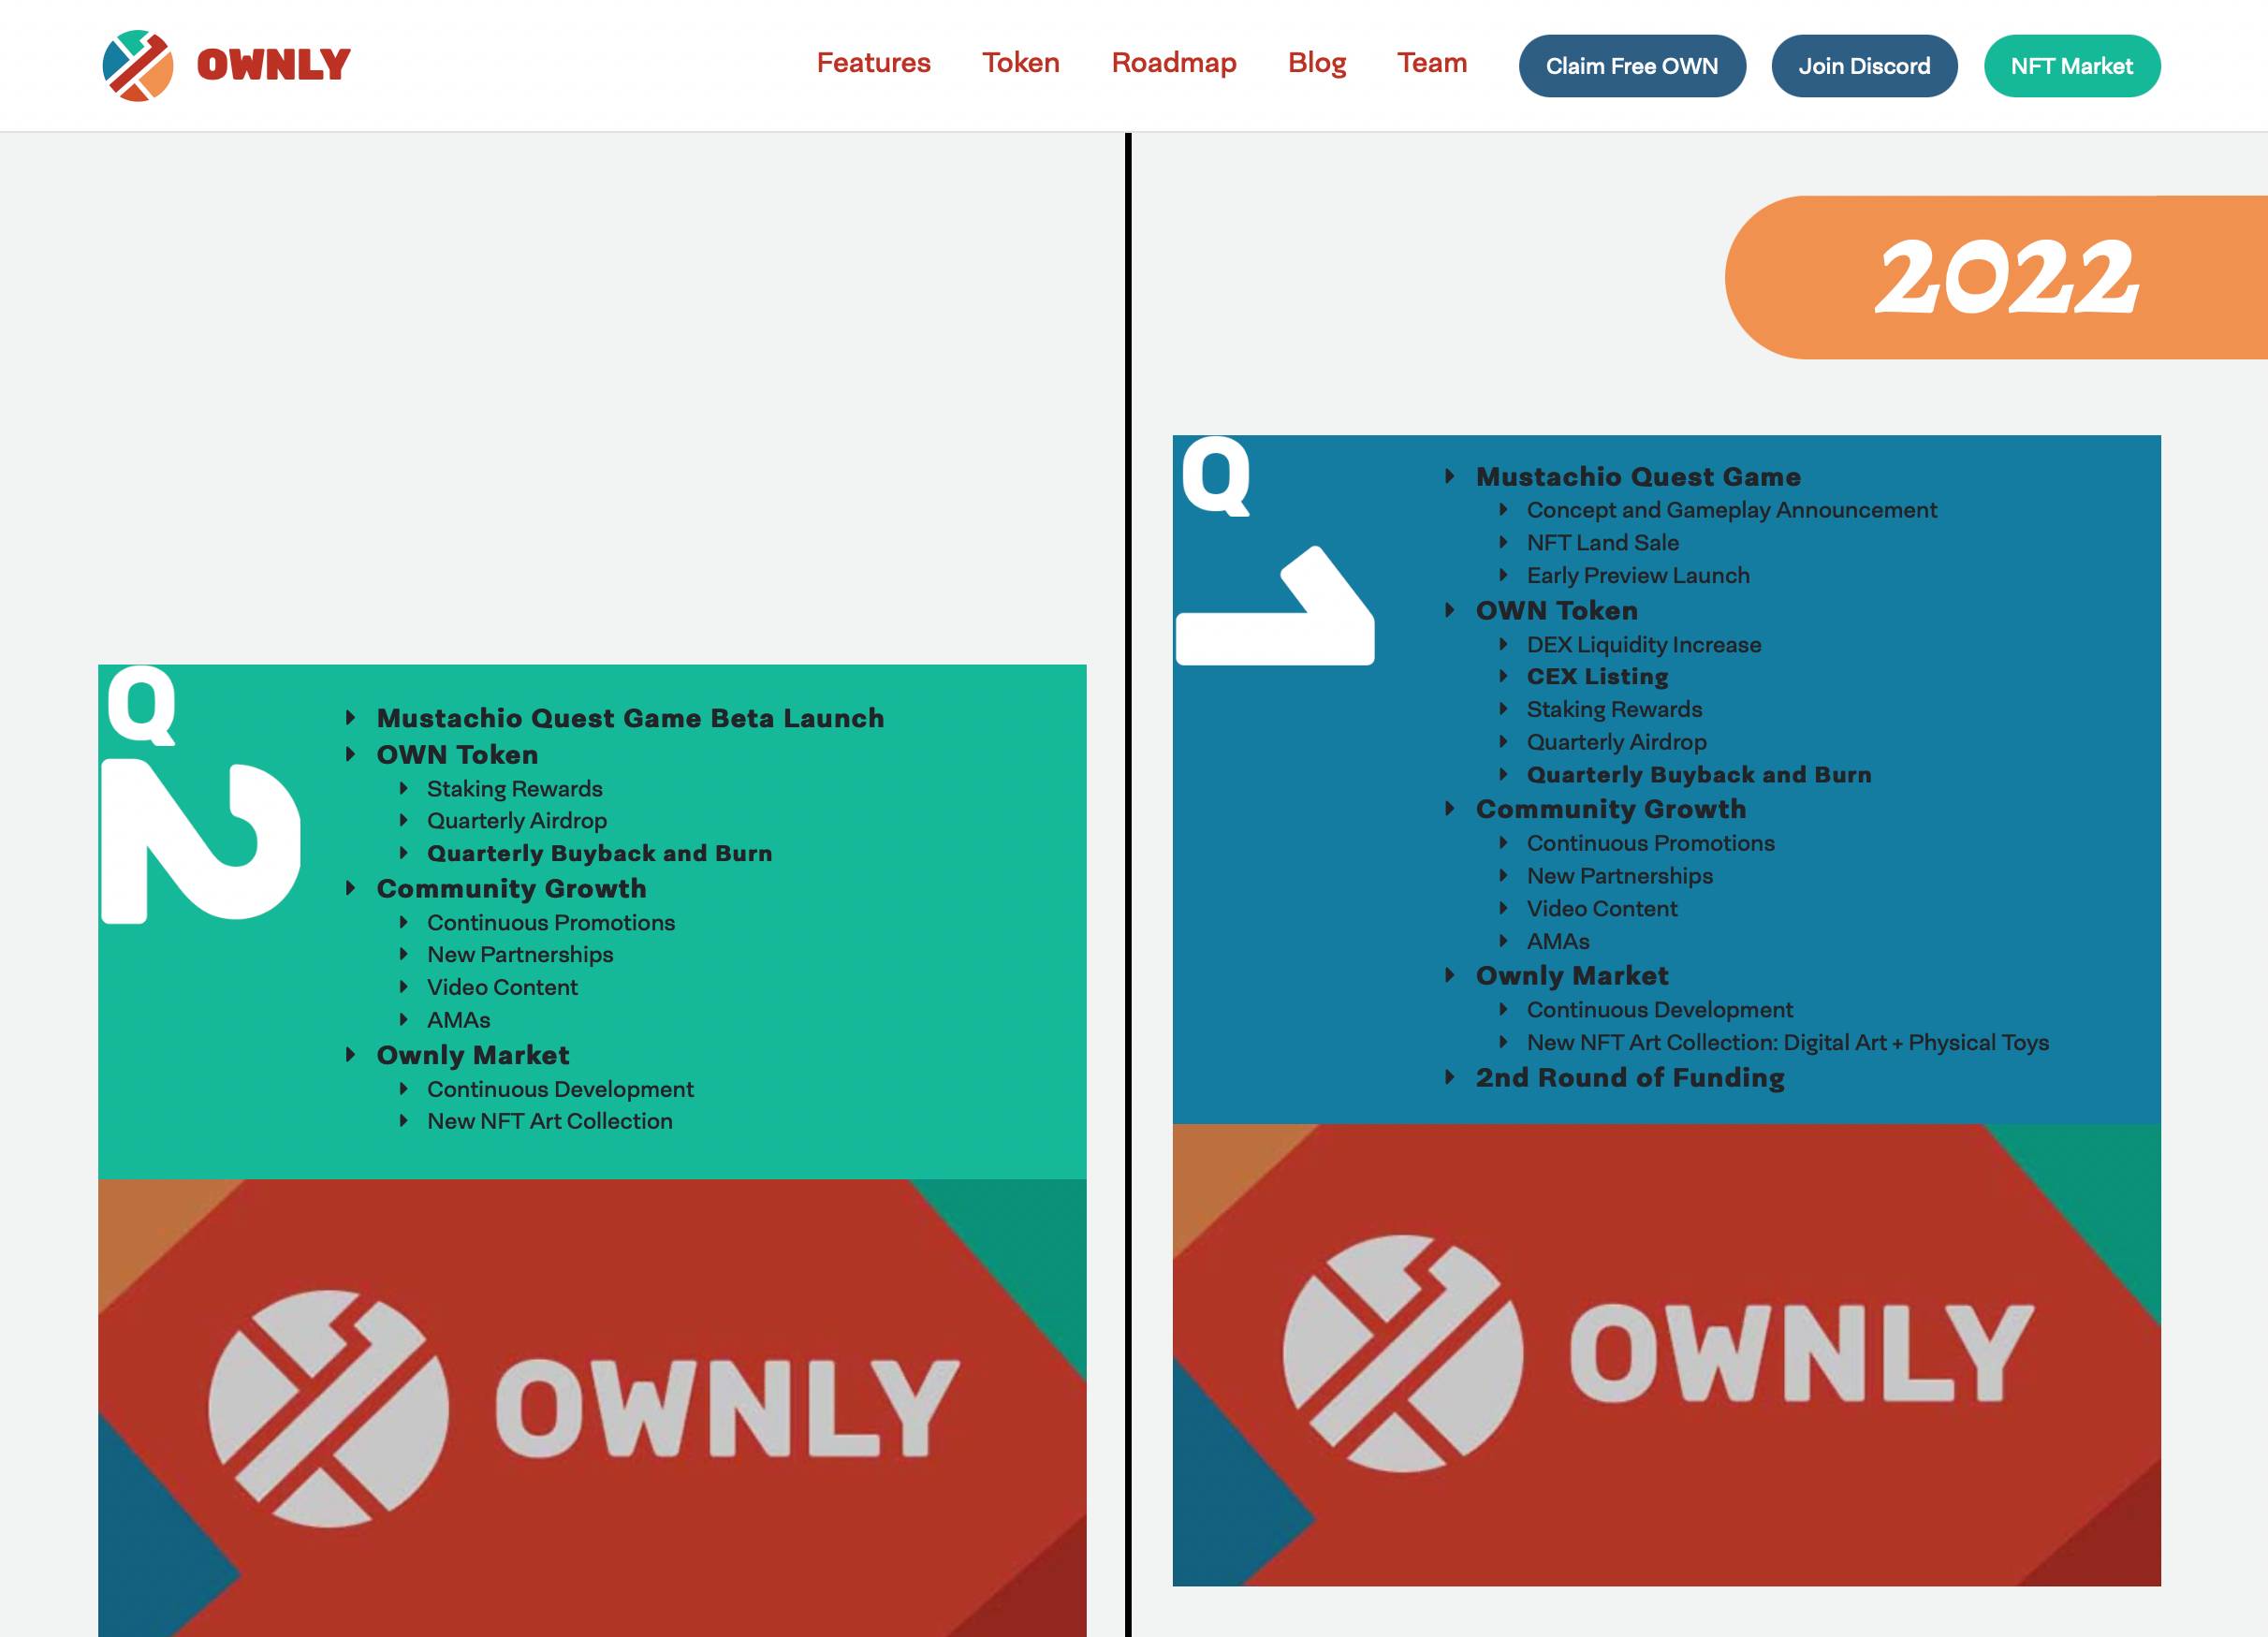 OWNLY
Features Token Roadmap Blog Team Claim Free OWN Join Discord NFT Market
2022
Q
1
Mustachio Quest Game
Concept and Gameplay Announcement
NFT Land Sale
Early Preview Launch
OWN Token
DEX Liquidity Increase
CEX Listing
Staking Rewards
Quarterly Airdrop
Quarterly Buyback and Burn
Community Growth
Continuous Promotions
New Partnerships
Video Content
AMAs
Ownly Market
Continuous Development
New NFT Art Collection: Digital Art + Physical Toys
2nd Round of Funding
OWNLY
Q
2
Mustachio Quest Game Beta Launch
OWN Token
Staking Rewards
Quarterly Airdrop
Quarterly Buyback and Burn
Community Growth
Continuous Promotions
New Partnerships
Video Content
AMAs
Ownly Market
Continuous Development
New NFT Art Collection
OWNLY